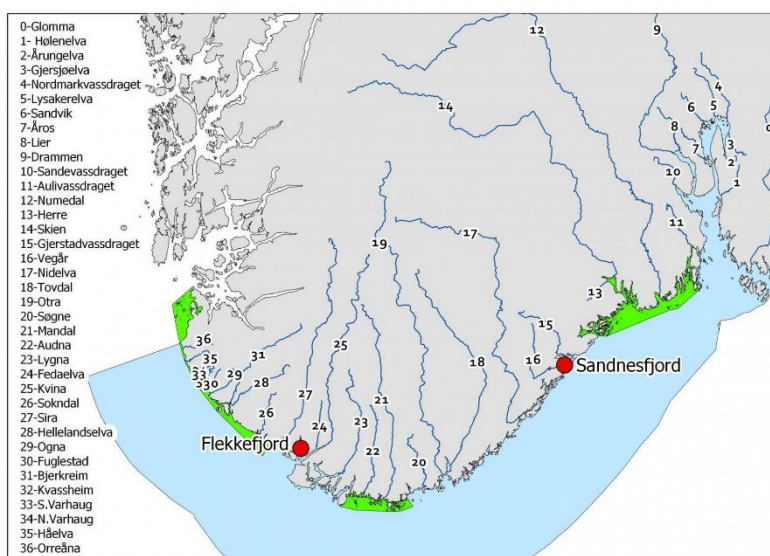 0-Glomma
1- Hølenelva
2-Årungelva
3-Gjersjøelva
4-Nordmarkvassdraget
5-Lysakerelva
6-Sandvik
7-Åros
8-Lier
9-Drammen
10-Sandevassdraget
11-Aulivassdraget
12-Numedal
13-Herre
14-Skien
15-Gjerstadvassdraget
16-Vegår
17-Nidelva
18-Tovdal
19-Otra
20-Søgne
21-Mandal
22-Audna
23-Lygna
24-Fedaelva
25-Kvina
26-Sokndal
27-Sira
28-Hellelandselva
29-Ogna
30-Fuglestad
31-Bjerkreim
32-Kvassheim
33-S.Varhaug
34-N.Varhaug
35-Håelva
36-Orreåna
12
9
4
14
6
5
8
7
3
2
10
1
11
17
19
13
15
16
Sandnesfjord
36
35
31
33
29
30
28
25
18
27
26
23
21
24
Flekkefjord
22
20